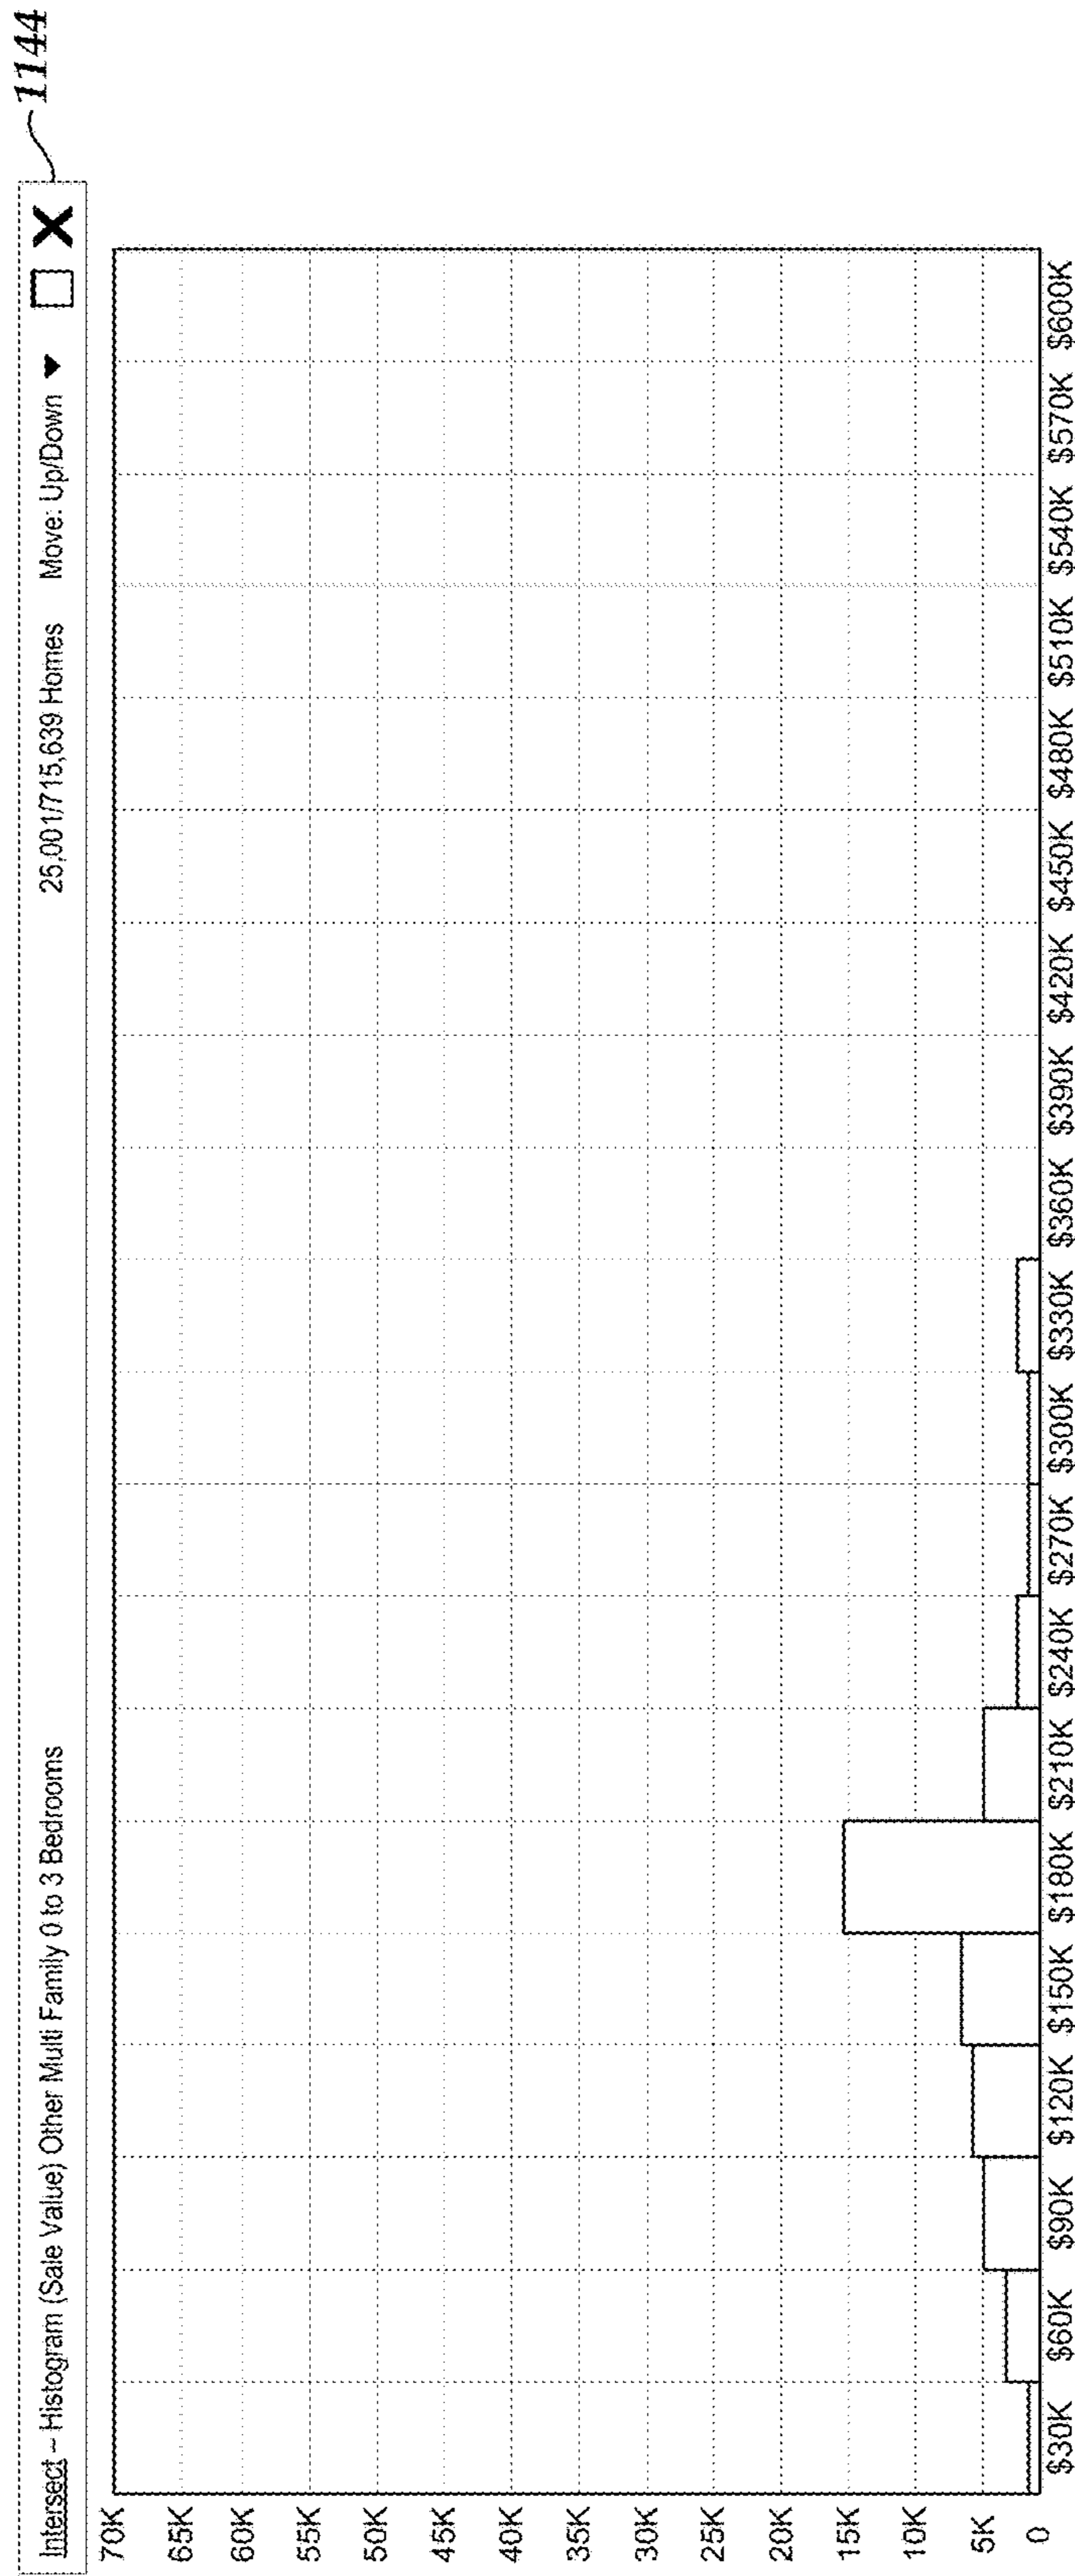 1144
Intersect – Histogram (Sale Value) Other Multi Family 0 to 3 Bedrooms 25,001/715,639 Homes Move: Up/Down ▼ X
70K
65K
60K
55K
50K
45K
40K
35K
30K
25K
20K
15K
10K
5K
0
$30K $60K $90K $120K $150K $180K $210K $240K $270K $300K $330K $360K $390K $420K $450K $480K $510K $540K $570K $600K